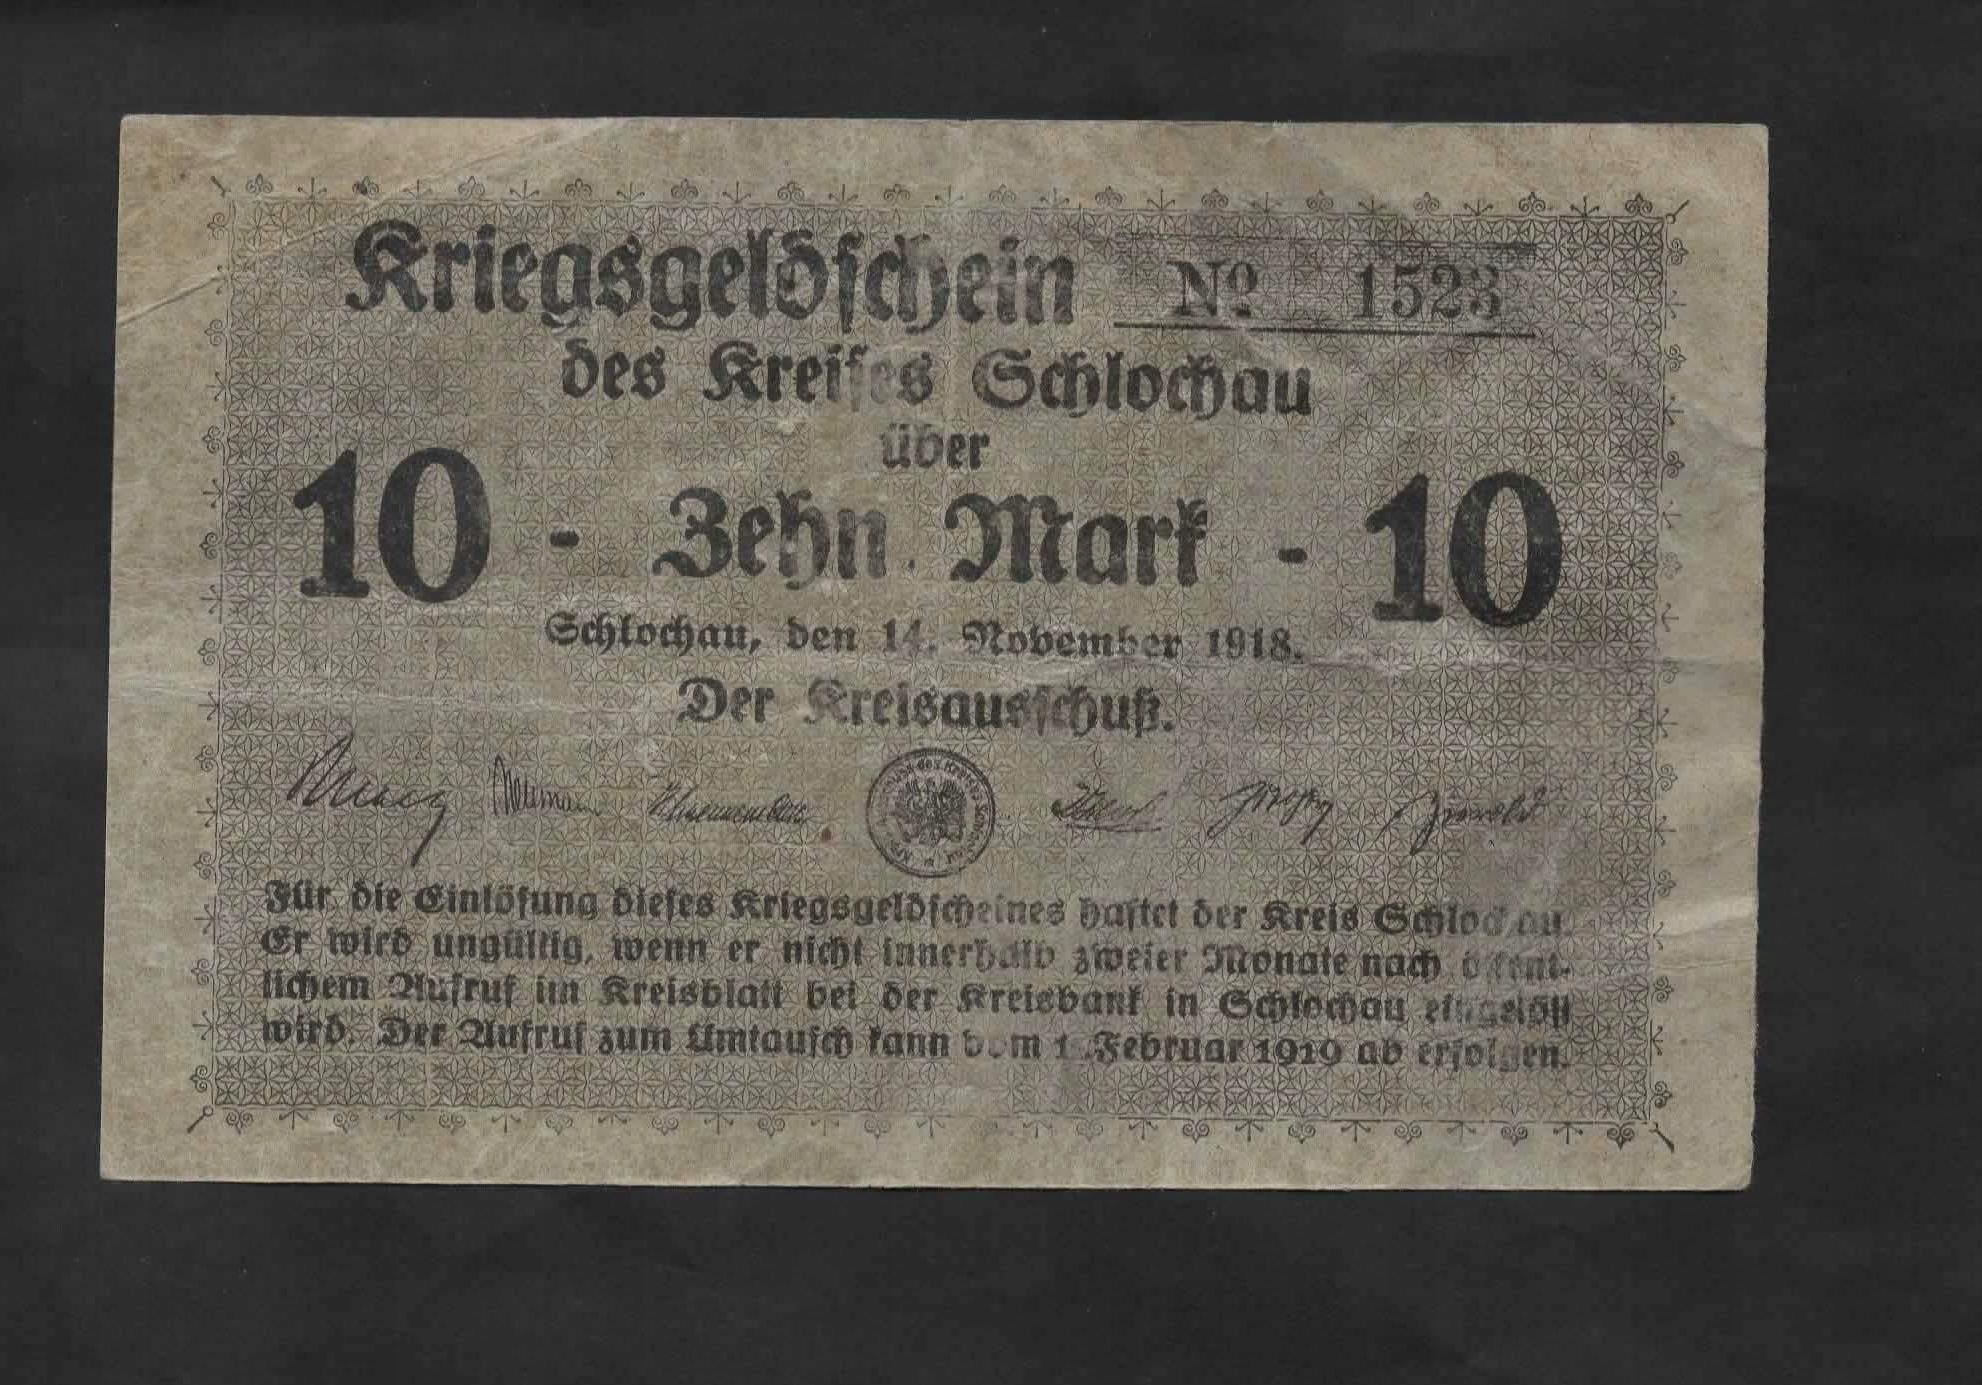 Kriegsgeldschein No 1523
des Kreises Schlochau
über
10 - Zehn Mark - 10
Schlochau, den 14. November 1918.
Der Kreisausschuß.
Für die Einlösung dieses Kriegsgeldscheines haftet der Kreis Schlochau.
Er wird ungültig, wenn er nicht innerhalb zweier Monate nach öffent-
lichem Aufruf im Kreisblatt bei der Kreisbank in Schlochau eingelöst
wird. Der Aufruf zum Umtausch kann vom 1. Februar 1919 ab erfolgen.